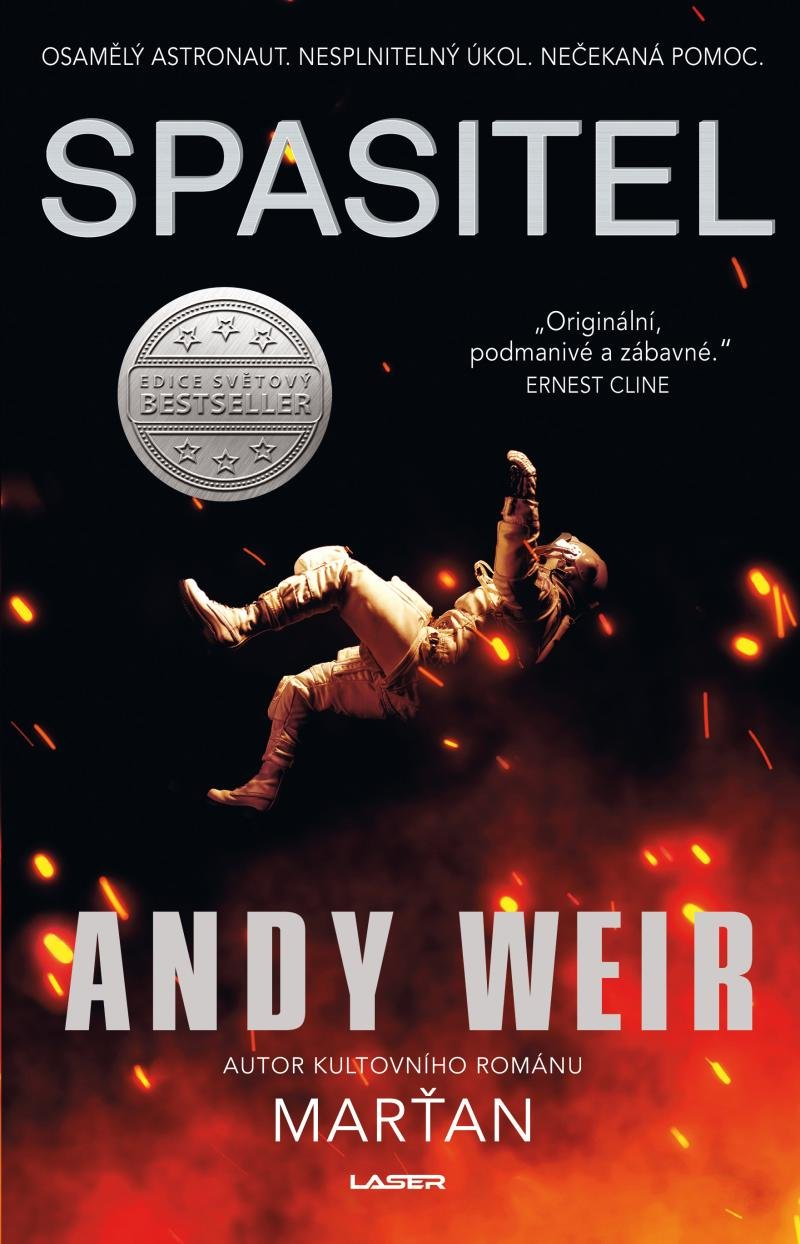 OSAMĚLÝ ASTRONAUT. NESPLNITELNÝ ÚKOL. NEČEKANÁ POMOC.
SPASITEL
„Originální,
podmanivé a zábavné.“
ERNEST CLINE
EDICE SVĚTOVÝ
BESTSELLER
ANDY WEIR
AUTOR KULTOVNÍHO ROMÁNU
MARŤAN
LASER